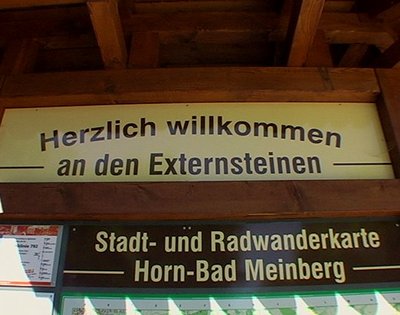 Herzlich willkommen
an den Externsteinen
Stadt- und Radwanderkarte
Horn-Bad Meinberg